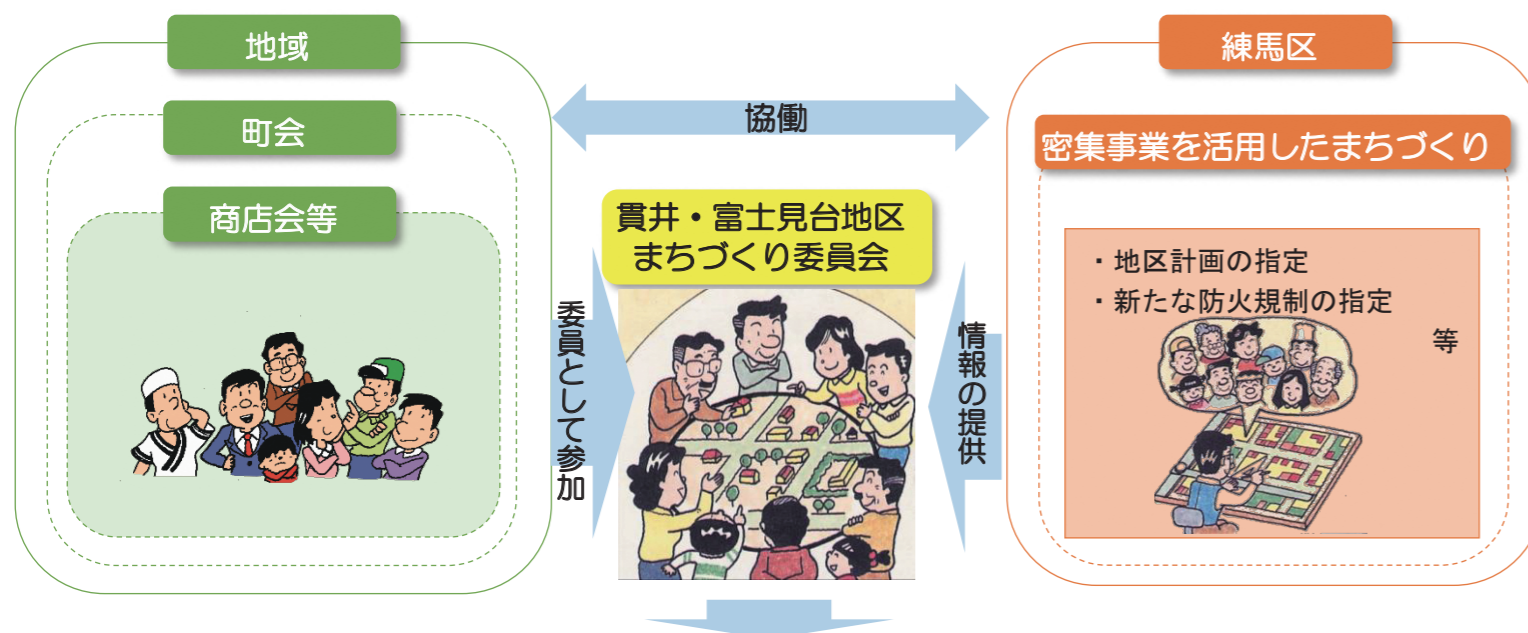 地域
町会
商店会等
協働
貫井・富士見台地区
まちづくり委員会
委員として参加
情報の提供
練馬区
密集事業を活用したまちづくり
・地区計画の指定
・新たな防火規制の指定
等